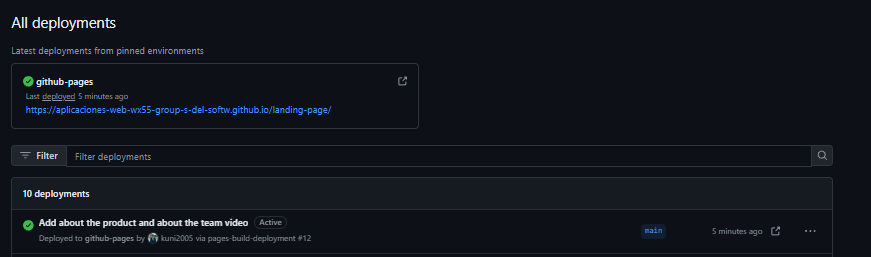 All deployments
Latest deployments from pinned environments
github-pages
Last deployed 5 minutes ago
https://aplicaciones-web-wx55-group-s-del-softw.github.io/landing-page/
Filter
Filter deployments
10 deployments
Add about the product and about the team video Active
Deployed to github-pages by kuni2005 via pages-build-deployment #12
main
5 minutes ago